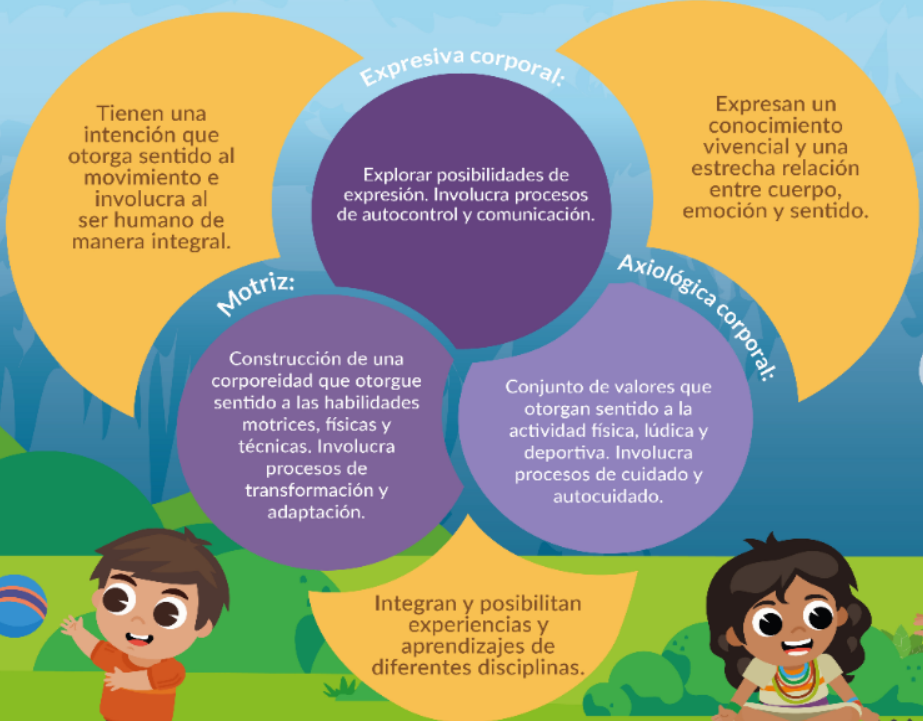 Tienen una
intención que
otorga sentido al
movimiento e
involucra al
ser humano de
manera integral.
Expresiva corporal:
Explorar posibilidades de
expresión. Involucra procesos
de autocontrol y comunicación.
Expresan un
conocimiento
vivencial y una
estrecha relación
entre cuerpo,
emoción y sentido.
Motriz:
Construcción de una
corporeidad que otorgue
sentido a las habilidades
motrices, físicas y
técnicas. Involucra
procesos de
transformación y
adaptación.
Axiológica corporal:
Conjunto de valores que
otorgan sentido a la
actividad física, lúdica y
deportiva. Involucra
procesos de cuidado y
autocuidado.
Integran y posibilitan
experiencias y
aprendizajes de
diferentes disciplinas.